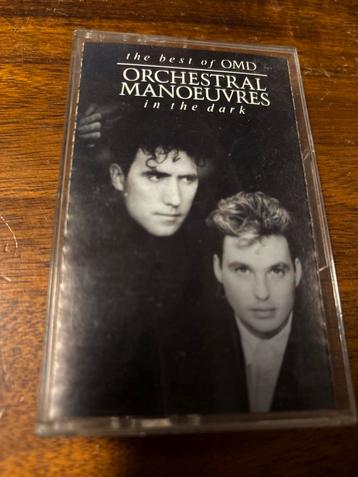 the best of OMD
ORCHESTRAL
MANOEUVRES
in the dark